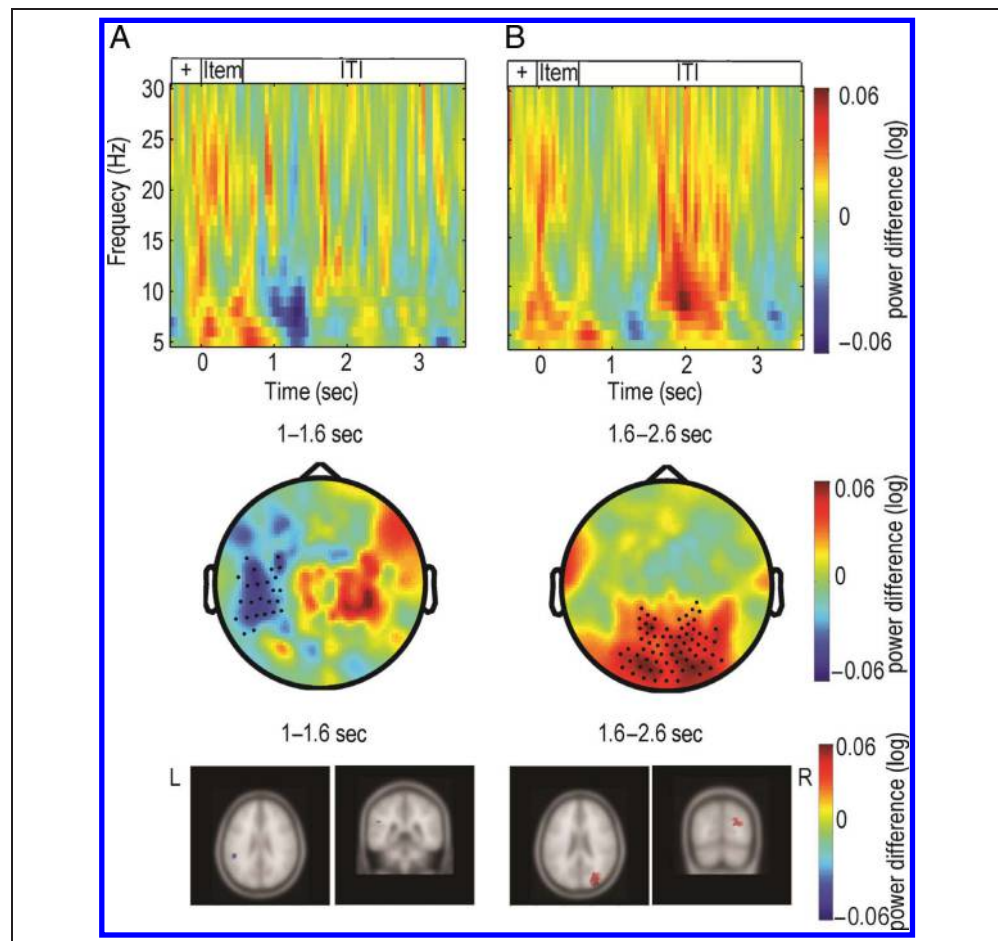 A
B
+ Item ITI
+ Item ITI
30
25
20
15
10
5
Frequecy (Hz)
0 1 2 3
Time (sec)
0 1 2 3
Time (sec)
0.06
0
−0.06
power difference (log)
1–1.6 sec
1.6–2.6 sec
0.06
0
−0.06
power difference (log)
1–1.6 sec
1.6–2.6 sec
L
R
0.06
0
−0.06
power difference (log)